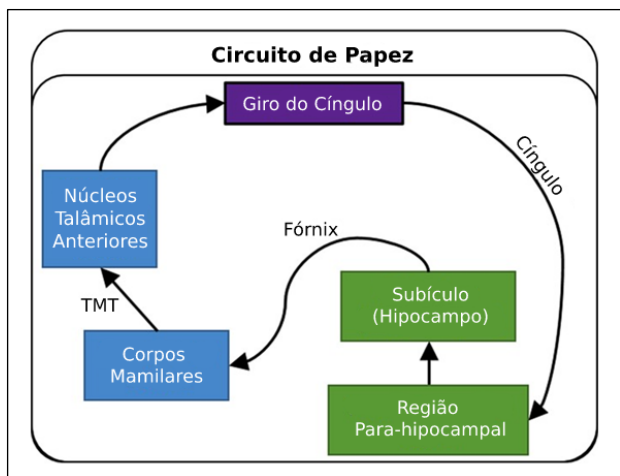 Circuito de Papez
Giro do Cíngulo
Cíngulo
Núcleos
Talâmicos
Anteriores
Fórnix
TMT
Subículo
(Hipocampo)
Corpos
Mamilares
Região
Para-hipocampal